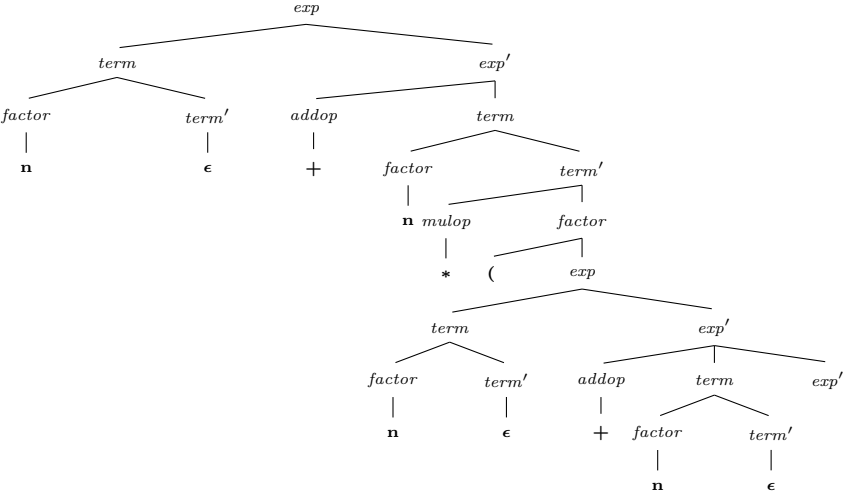 exp
term exp′
factor term′ addop term
n ϵ + factor term′
n mulop factor
* ( exp
term exp′
factor term′ addop term exp′
n ϵ + factor term′
n ϵ